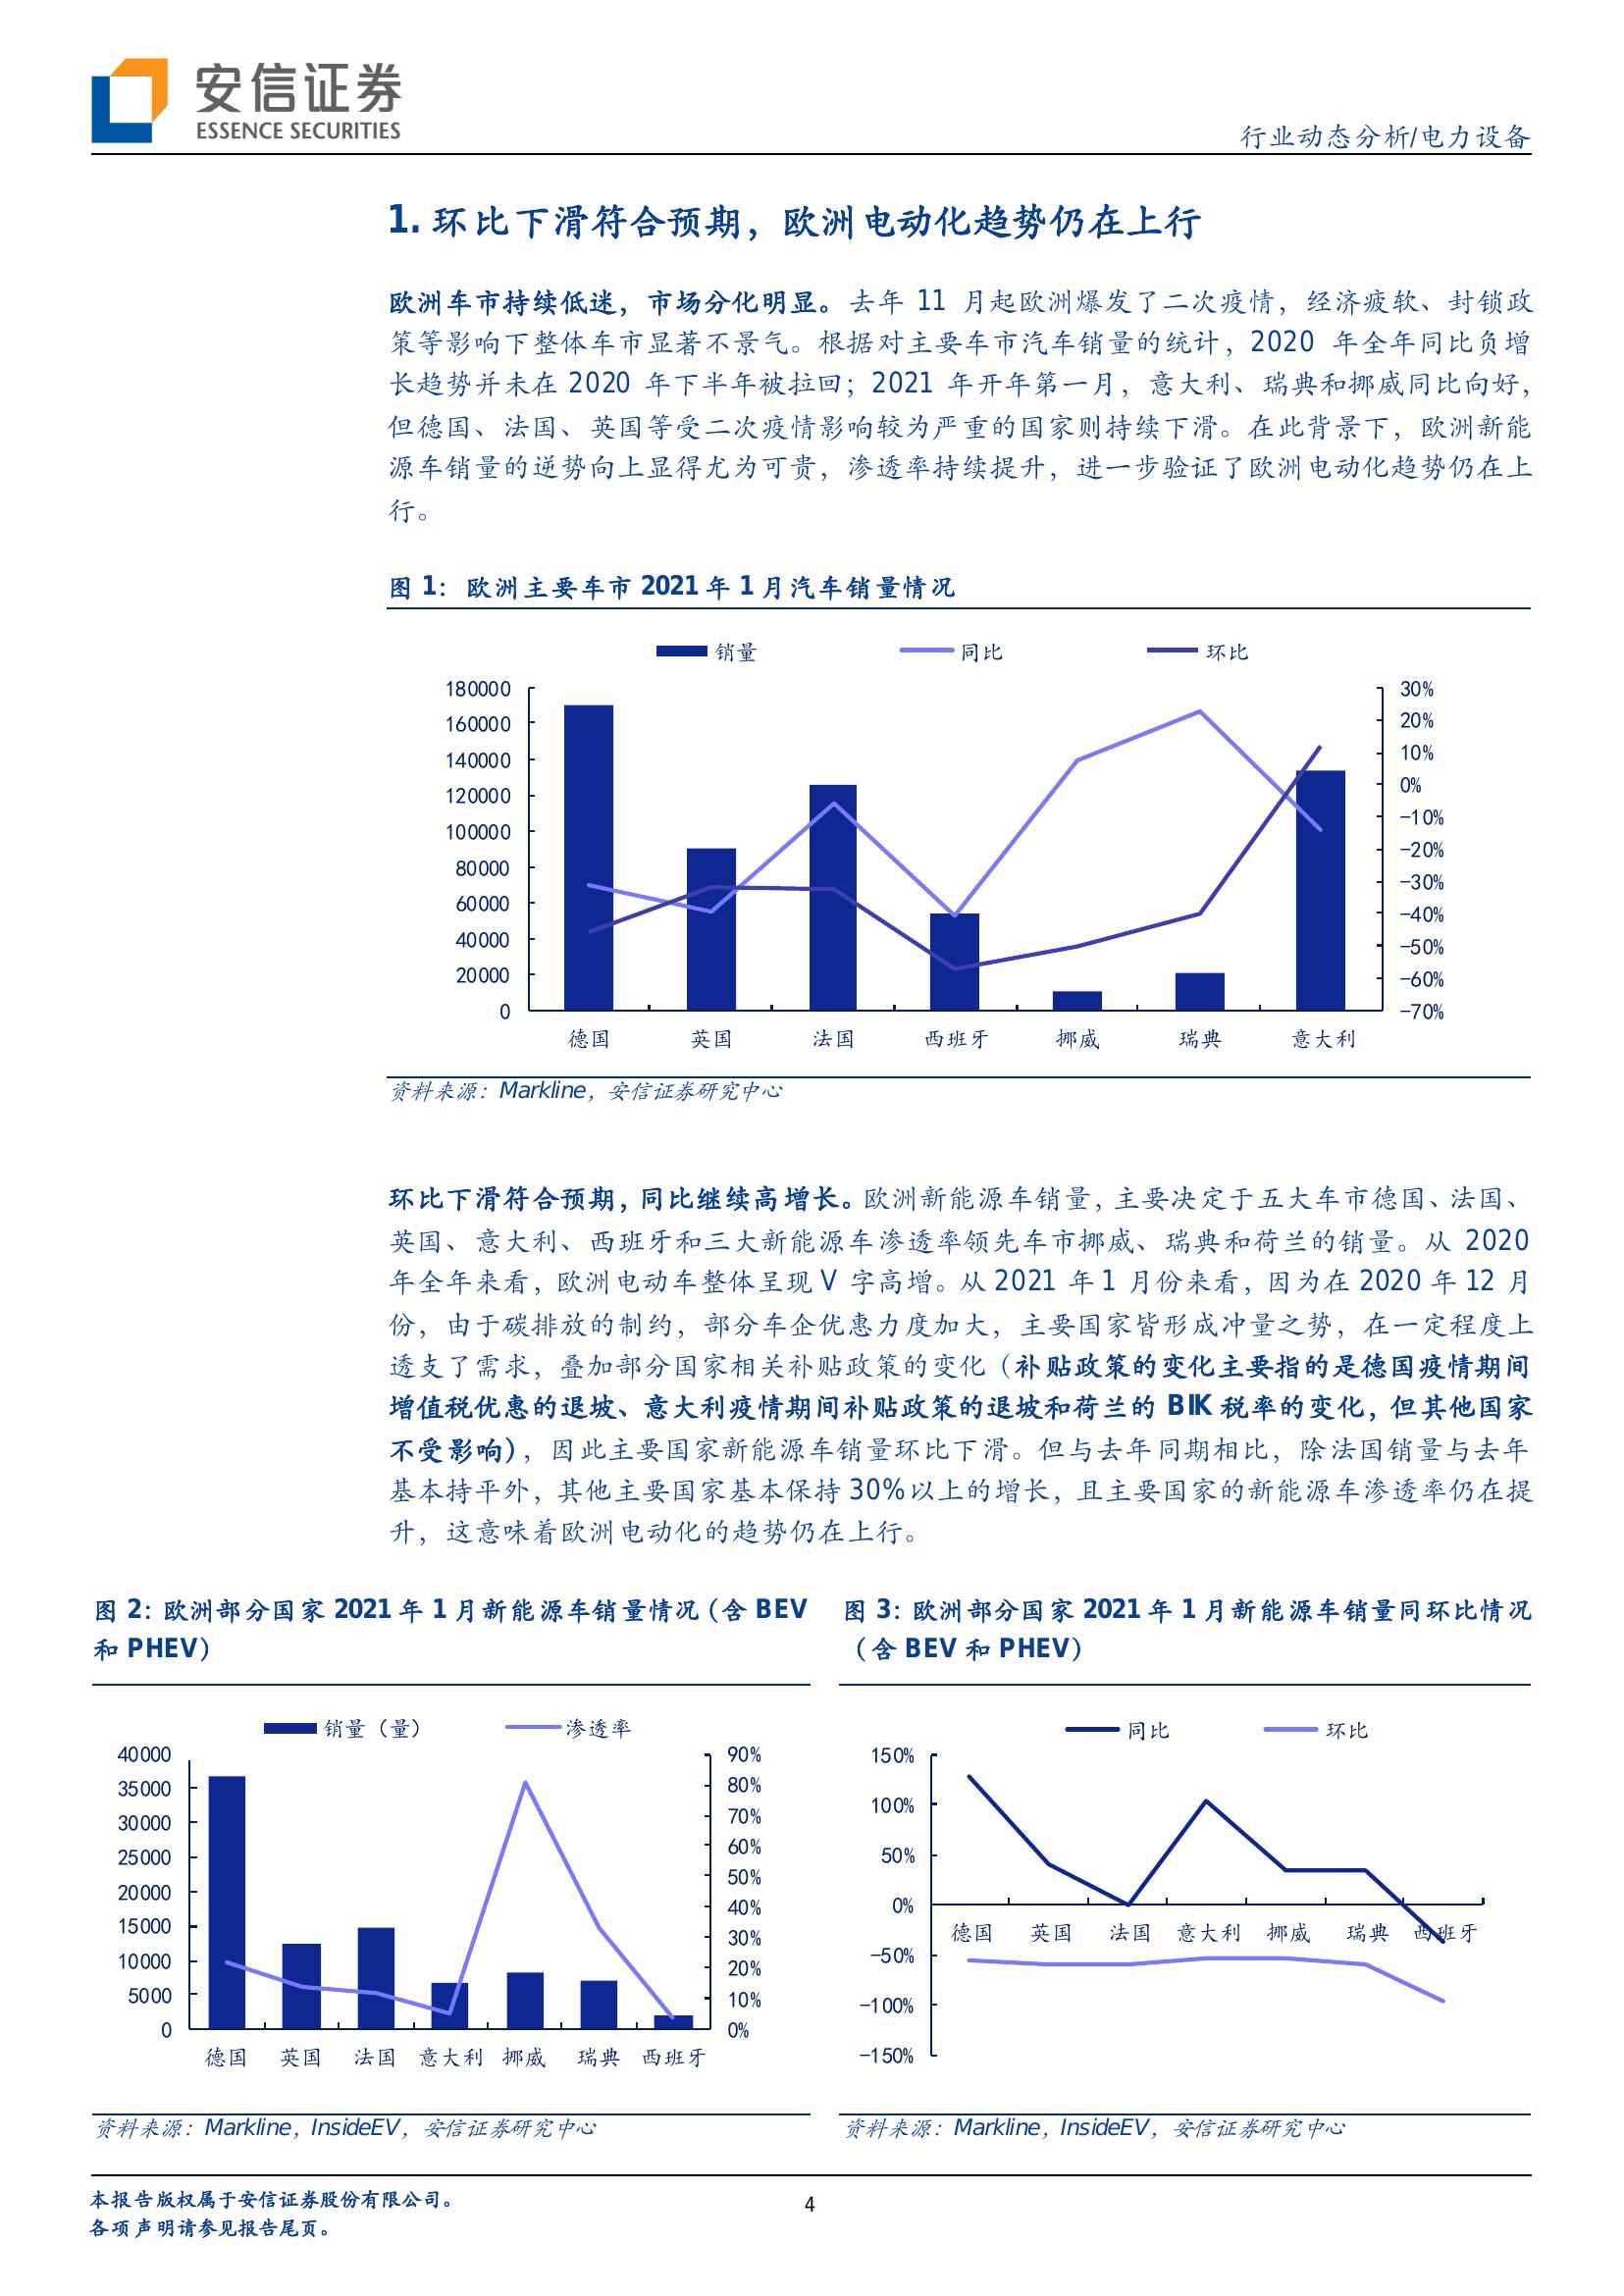 安信证券
ESSENCE SECURITIES
行业动态分析/电力设备
1. 环比下滑符合预期，欧洲电动化趋势仍在上行
欧洲车市持续低迷，市场分化明显。去年 11 月起欧洲爆发了二次疫情，经济疲软、封锁政
策等影响下整体车市显著不景气。根据对主要车市汽车销量的统计，2020 年全年同比负增
长趋势并未在 2020 年下半年被拉回；2021 年开年第一月，意大利、瑞典和挪威同比向好，
但德国、法国、英国等受二次疫情影响较为严重的国家则持续下滑。在此背景下，欧洲新能
源车销量的逆势向上显得尤为可贵，渗透率持续提升，进一步验证了欧洲电动化趋势仍在上
行。
图 1：欧洲主要车市 2021 年 1 月汽车销量情况
销量 同比 环比
180000 30%
160000 20%
140000 10%
120000 0%
100000 -10%
80000 -20%
60000 -30%
40000 -40%
20000 -50%
0 -60%
-70%
德国 英国 法国 西班牙 挪威 瑞典 意大利
资料来源：Markline，安信证券研究中心
环比下滑符合预期，同比继续高增长。欧洲新能源车销量，主要决定于五大车市德国、法国、
英国、意大利、西班牙和三大新能源车渗透率领先车市挪威、瑞典和荷兰的销量。从 2020
年全年来看，欧洲电动车整体呈现 V 字高增。从 2021 年 1 月份来看，因为在 2020 年 12 月
份，由于碳排放的制约，部分车企优惠力度加大，主要国家皆形成冲量之势，在一定程度上
透支了需求，叠加部分国家相关补贴政策的变化（补贴政策的变化主要指的是德国疫情期间
增值税优惠的退坡、意大利疫情期间补贴政策的退坡和荷兰的 BIK 税率的变化，但其他国家
不受影响），因此主要国家新能源车销量环比下滑。但与去年同期相比，除法国销量与去年
基本持平外，其他主要国家基本保持 30%以上的增长，且主要国家的新能源车渗透率仍在提
升，这意味着欧洲电动化的趋势仍在上行。
图 2：欧洲部分国家 2021 年 1 月新能源车销量情况（含 BEV
和 PHEV）
销量（量） 渗透率
40000 90%
35000 80%
30000 70%
25000 60%
20000 50%
15000 40%
10000 30%
5000 20%
0 10%
0%
德国 英国 法国 意大利 挪威 瑞典 西班牙
资料来源：Markline，InsideEV，安信证券研究中心
图 3：欧洲部分国家 2021 年 1 月新能源车销量同环比情况
（含 BEV 和 PHEV）
同比 环比
150%
100%
50%
0%
德国 英国 法国 意大利 挪威 瑞典 西班牙
-50%
-100%
-150%
资料来源：Markline，InsideEV，安信证券研究中心
本报告版权属于安信证券股份有限公司。
各项声明请参见报告尾页。
4